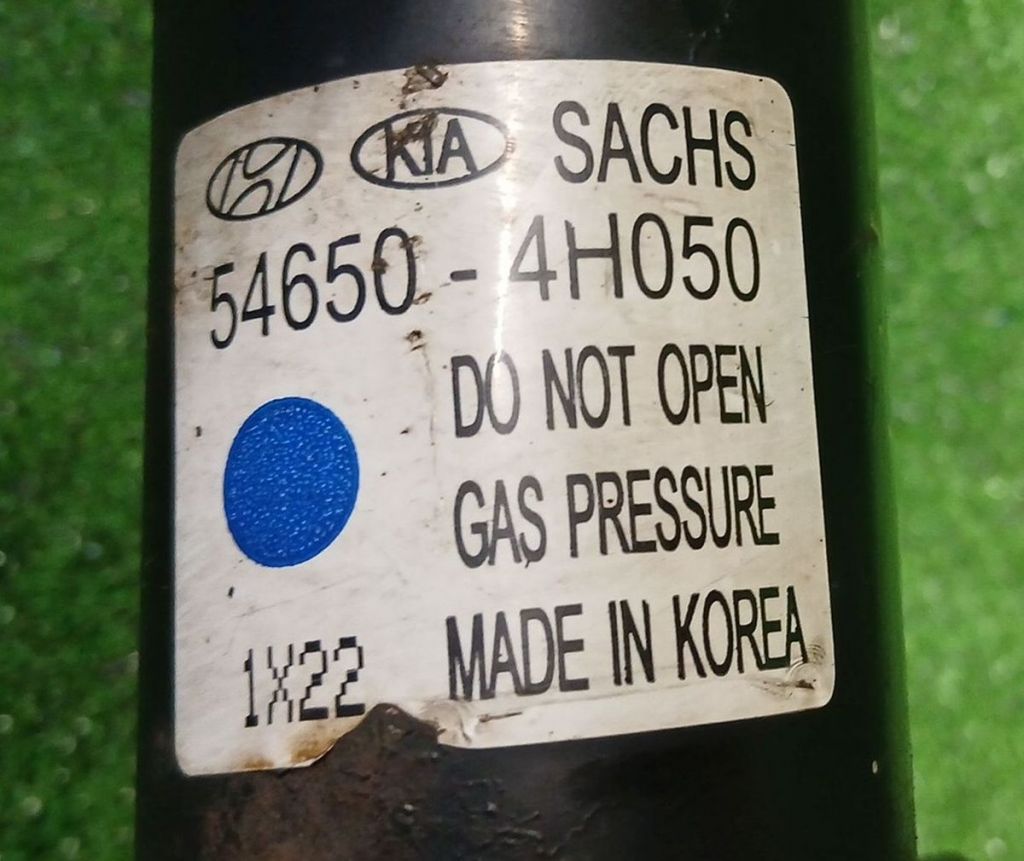 KIA SACHS
54650 - 4H050
DO NOT OPEN
GAS PRESSURE
1X22 MADE IN KOREA